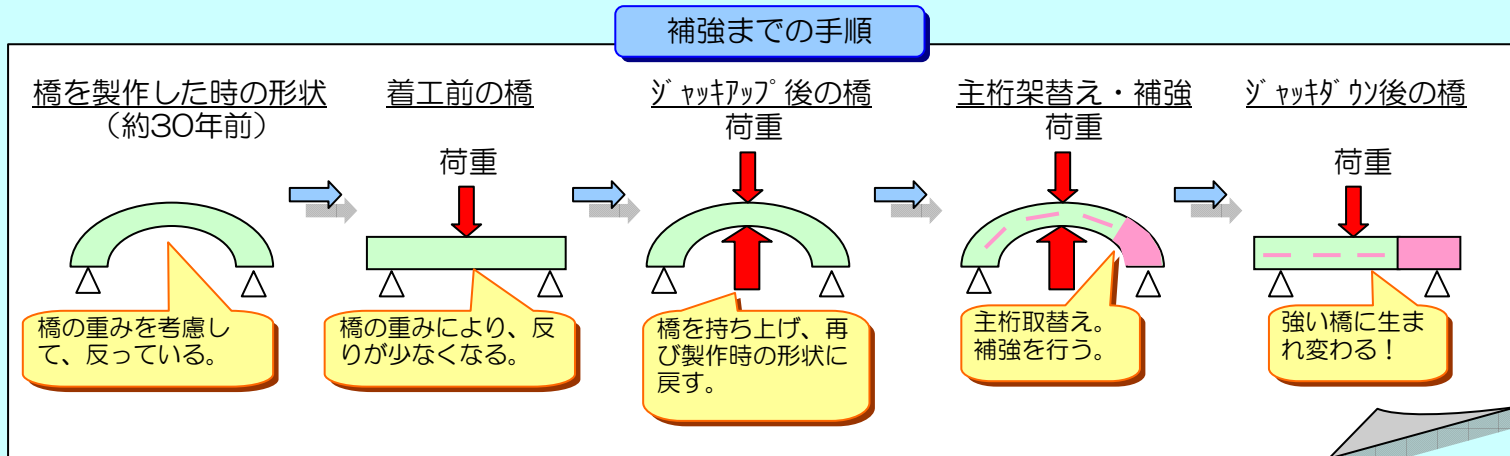 補強までの手順
橋を製作した時の形状
（約30年前）
着工前の橋
荷重
ｼﾞｬｯｷｱｯﾌﾟ後の橋
荷重
主桁架替え・補強
荷重
ｼﾞｬｯｷﾀﾞｳﾝ後の橋
荷重
橋の重みを考慮し
て、反っている。
橋の重みにより、反
りが少なくなる。
橋を持ち上げ、再
び製作時の形状に
戻す。
主桁取替え。
補強を行う。
強い橋に生ま
れ変わる！